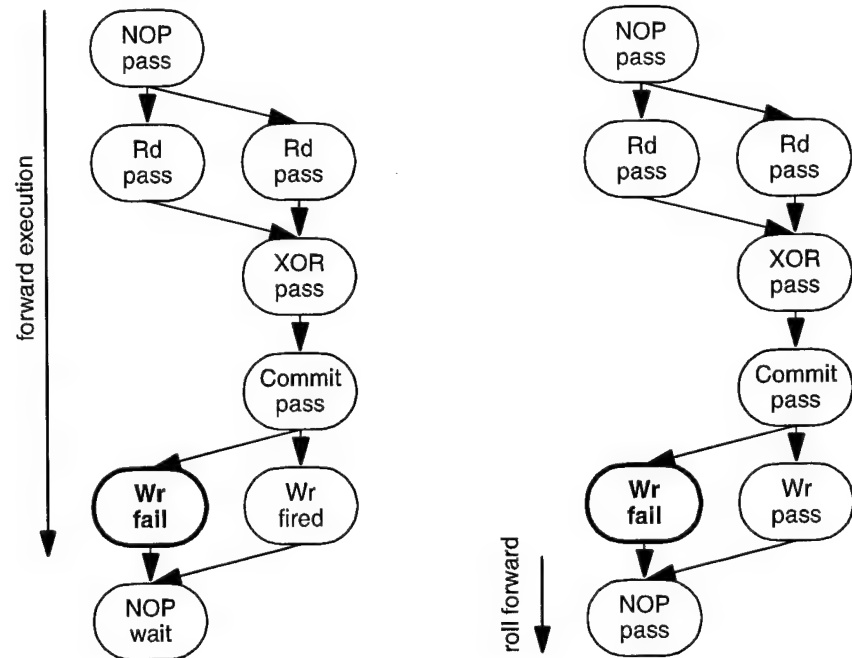 forward execution
NOP
pass
Rd
pass
Rd
pass
XOR
pass
Commit
pass
Wr
fail
Wr
fired
NOP
wait
NOP
pass
Rd
pass
Rd
pass
XOR
pass
Commit
pass
Wr
fail
Wr
pass
roll forward
NOP
pass